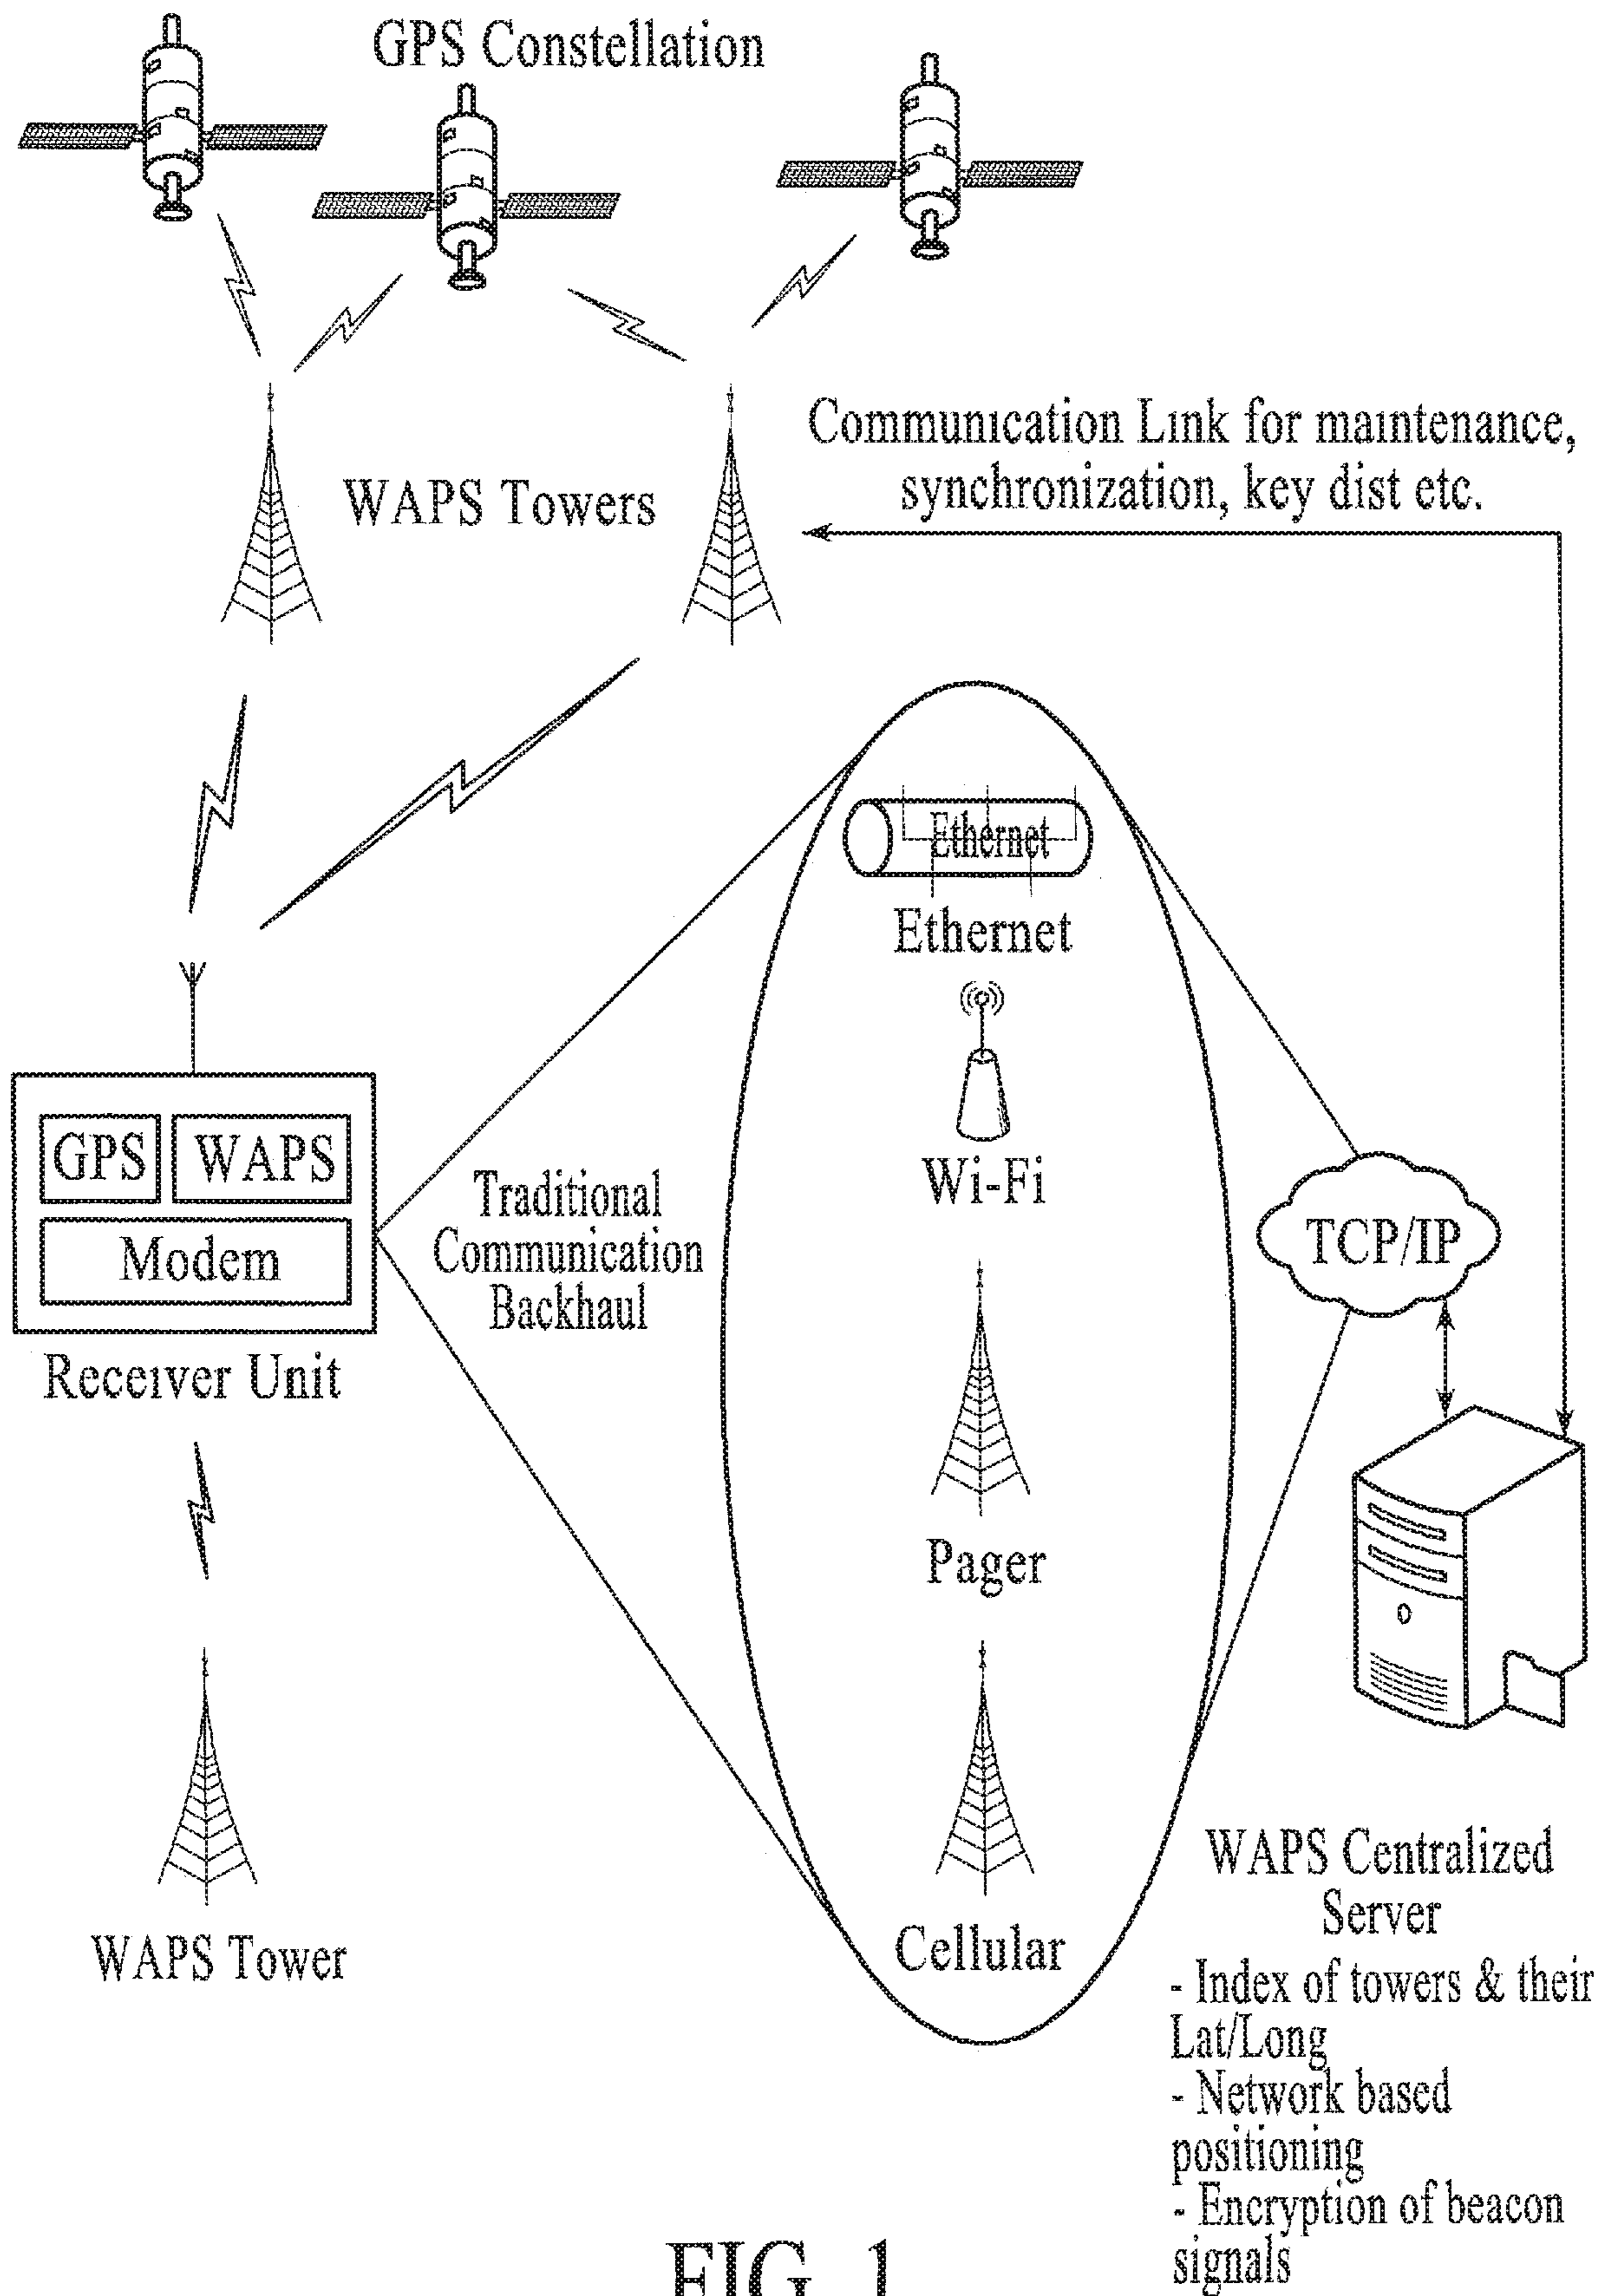 GPS Constellation
WAPS Towers
Communication Link for maintenance,
synchronization, key dist etc.
Ethernet
Ethernet
Wi-Fi
GPS
WAPS
Modem
Receiver Unit
Traditional
Communication
Backhaul
TCP/IP
Pager
WAPS Tower
Cellular
WAPS Centralized
Server
- Index of towers & their
Lat/Long
- Network based
positioning
- Encryption of beacon
signals
FIG. 1